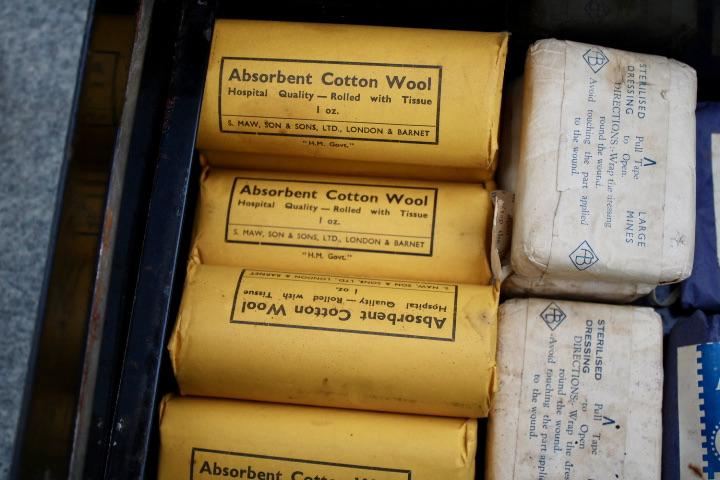 Absorbent Cotton Wool
Hospital Quality — Rolled with Tissue
1 oz.
S. MAW, SON & SONS, LTD., LONDON & BARNET
"H.M. Govt."
Absorbent Cotton Wool
Hospital Quality — Rolled with Tissue
1 oz.
S. MAW, SON & SONS, LTD., LONDON & BARNET
"H.M. Govt."
Absorbent Cotton Wool
Hospital Quality — Rolled with Tissue
1 oz.
S. MAW, SON & SONS, LTD., LONDON & BARNET
Absorbent Cotton Wool
STERILISED
DRESSING
LARGE
MINES
Pull Tape
to Open.
DIRECTIONS:-Wrap the dressing
round the wound.
Avoid touching the part applied
to the wound.
STERILISED
DRESSING
Pull Tape
to Open
DIRECTIONS:- Wrap the
round the wound.
Avoid touching the part
to the wound.